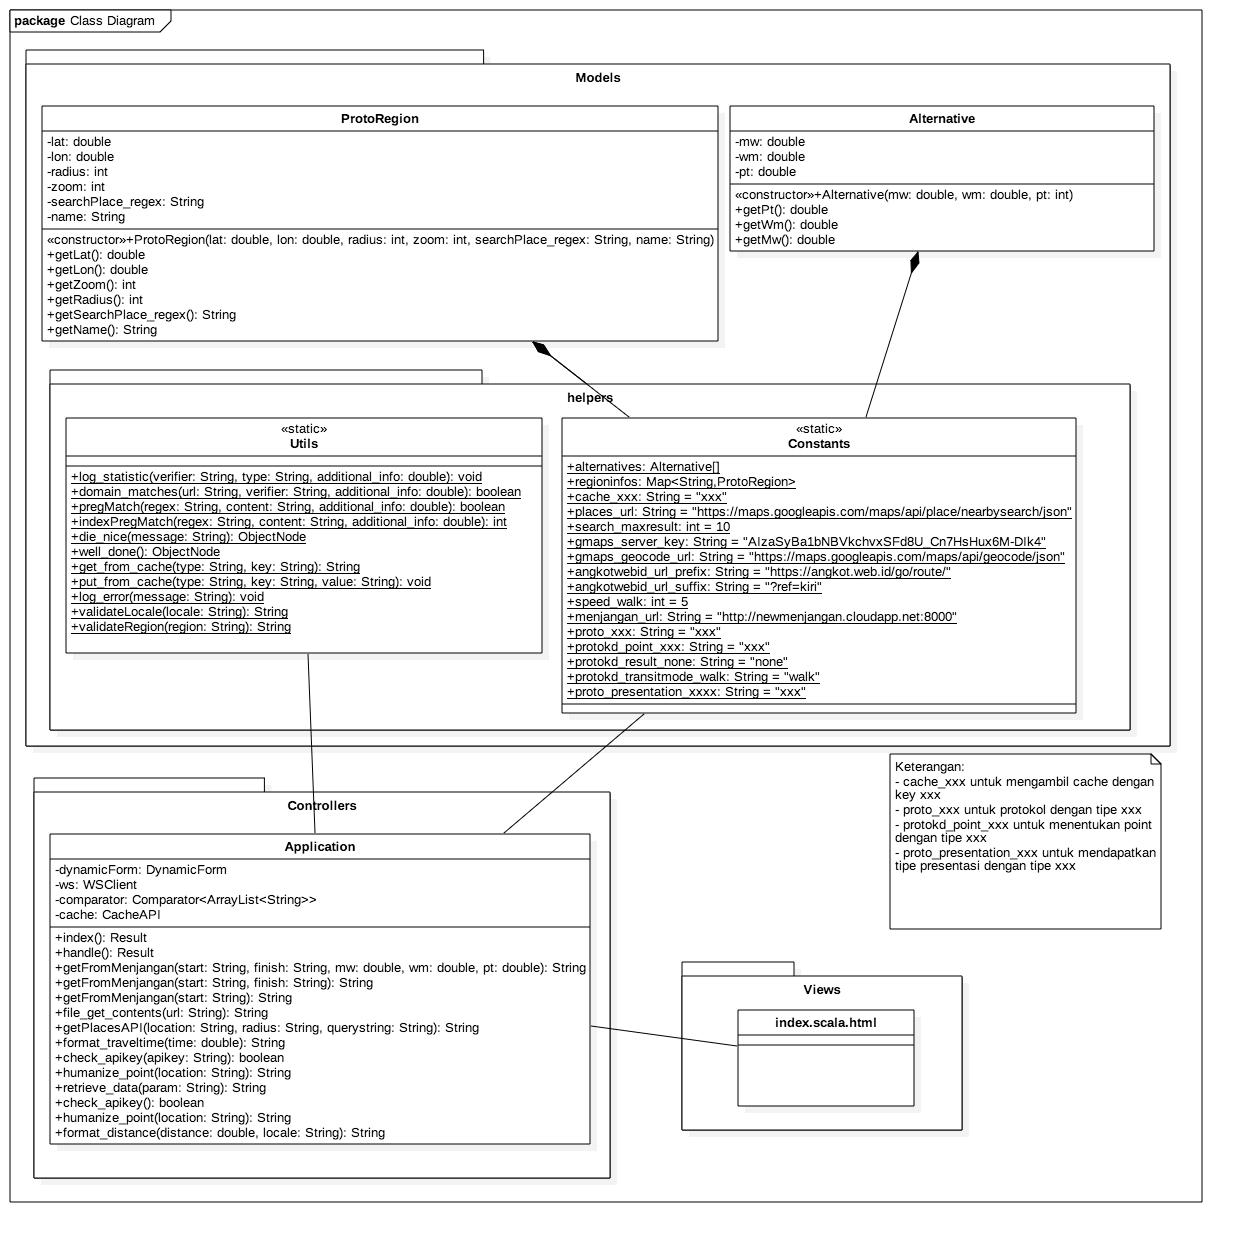 package Class Diagram
Models
ProtoRegion
-lat: double
-lon: double
-radius: int
-zoom: int
-searchPlace_regex: String
-name: String
«constructor»+ProtoRegion(lat: double, lon: double, radius: int, zoom: int, searchPlace_regex: String, name: String)
+getLat(): double
+getLon(): double
+getZoom(): int
+getRadius(): int
+getSearchPlace_regex(): String
+getName(): String
Alternative
-mw: double
-wm: double
-pt: double
«constructor»+Alternative(mw: double, wm: double, pt: int)
+getPt(): double
+getWm(): double
+getMw(): double
helpers
«static»
Utils
+log_statistic(verifier: String, type: String, additional_info: double): void
+domain_matches(url: String, verifier: String, additional_info: double): boolean
+pregMatch(regex: String, content: String, additional_info: double): boolean
+indexPregMatch(regex: String, content: String, additional_info: double): int
+die_nice(message: String): ObjectNode
+well_done(): ObjectNode
+get_from_cache(type: String, key: String): String
+put_from_cache(type: String, key: String, value: String): void
+log_error(message: String): void
+validateLocale(locale: String): String
+validateRegion(region: String): String
«static»
Constants
+alternatives: Alternative[]
+regioninfos: Map<String,ProtoRegion>
+cache_xxx: String = "xxx"
+places_url: String = "https://maps.googleapis.com/maps/api/place/nearbysearch/json"
+search_maxresult: int = 10
+gmaps_server_key: String = "AIzaSyBa1bNBVkchvxSFd8U_Cn7HsHux6M-DIk4"
+gmaps_geocode_url: String = "https://maps.googleapis.com/maps/api/geocode/json"
+angkotwebid_url_prefix: String = "https://angkot.web.id/go/route/"
+angkotwebid_url_suffix: String = "?ref=kiri"
+speed_walk: int = 5
+menjangan_url: String = "http://newmenjangan.cloudapp.net:8000"
+proto_xxx: String = "xxx"
+protokd_point_xxx: String = "xxx"
+protokd_result_none: String = "none"
+protokd_transitmode_walk: String = "walk"
+proto_presentation_xxxx: String = "xxx"
Keterangan:
- cache_xxx untuk mengambil cache dengan
key xxx
- proto_xxx untuk protokol dengan tipe xxx
- protokd_point_xxx untuk menentukan point
dengan tipe xxx
- proto_presentation_xxx untuk mendapatkan
tipe presentasi dengan tipe xxx
Controllers
Application
-dynamicForm: DynamicForm
-ws: WSClient
-comparator: Comparator<ArrayList<String>>
-cache: CacheAPI
+index(): Result
+handle(): Result
+getFromMenjangan(start: String, finish: String, mw: double, wm: double, pt: double): String
+getFromMenjangan(start: String, finish: String): String
+getFromMenjangan(start: String): String
+file_get_contents(url: String): String
+getPlacesAPI(location: String, radius: String, querystring: String): String
+format_traveltime(time: double): String
+check_apikey(apikey: String): boolean
+humanize_point(location: String): String
+retrieve_data(param: String): String
+check_apikey(): boolean
+humanize_point(location: String): String
+format_distance(distance: double, locale: String): String
Views
index.scala.html